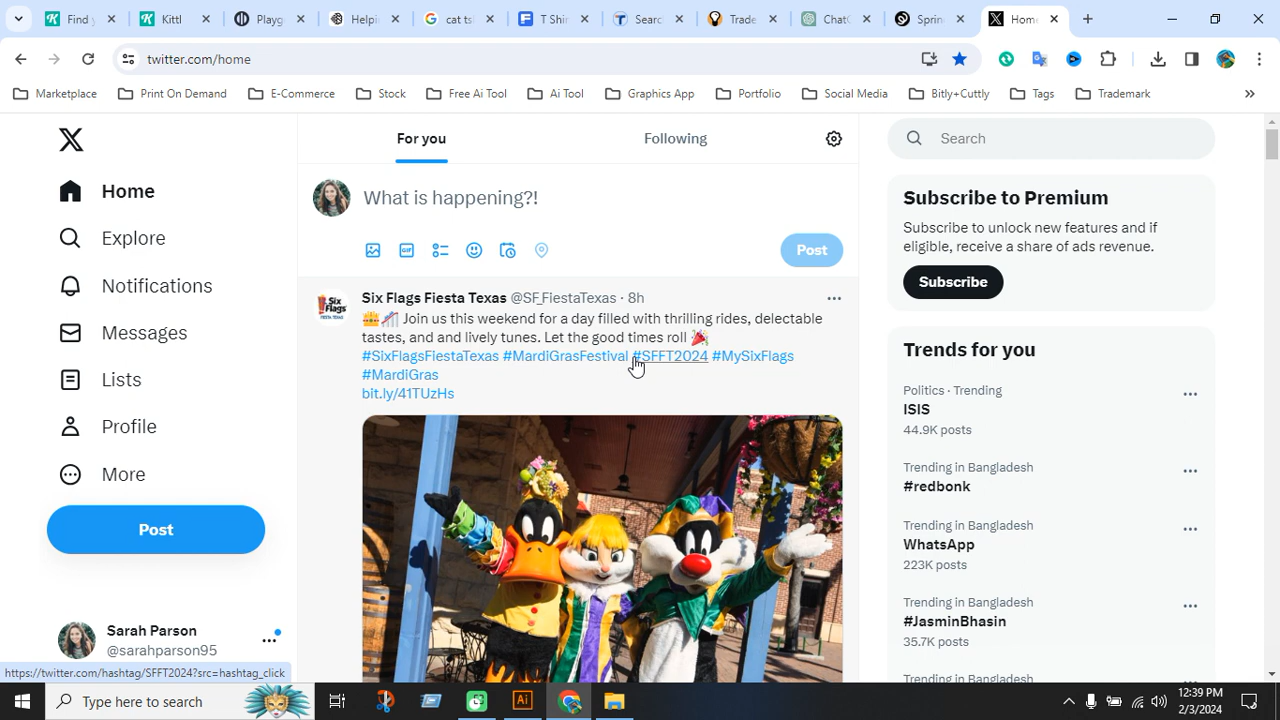 Find y
Kittl
Playg
Helpi
cat ts
T Shir
Searc
Trade
ChatG
Sprin
Home
twitter.com/home
Marketplace
Print On Demand
E-Commerce
Stock
Free Ai Tool
Ai Tool
Graphics App
Portfolio
Social Media
Bitly+Cuttly
Tags
Trademark
Home
Explore
Notifications
Messages
Lists
Profile
More
Post
Sarah Parson
@sarahparson95
https://twitter.com/hashtag/SFFT2024?src=hashtag_click
For you
Following
What is happening?!
GIF
Post
Six Flags Fiesta Texas @SF_FiestaTexas · 8h
Join us this weekend for a day filled with thrilling rides, delectable
tastes, and and lively tunes. Let the good times roll
#SixFlagsFiestaTexas #MardiGrasFestival #SFFT2024 #MySixFlags
#MardiGras
bit.ly/41TUzHs
Search
Subscribe to Premium
Subscribe to unlock new features and if
eligible, receive a share of ads revenue.
Subscribe
Trends for you
Politics · Trending
ISIS
44.9K posts
Trending in Bangladesh
#redbonk
Trending in Bangladesh
WhatsApp
223K posts
Trending in Bangladesh
#JasminBhasin
35.7K posts
Trending in Bangladesh
Type here to search
Ai
12:39 PM
2/3/2024